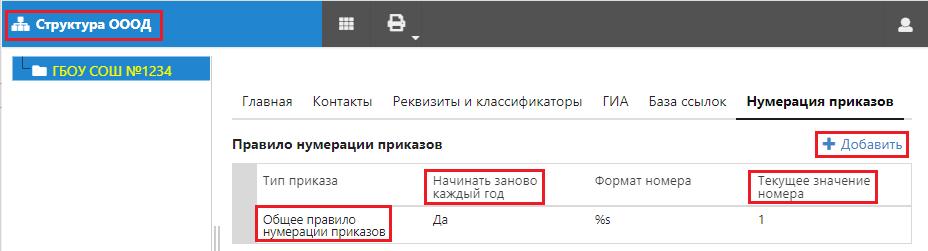 Структура ОООД
ГБОУ СОШ №1234
Главная Контакты Реквизиты и классификаторы ГИА База ссылок Нумерация приказов
Правило нумерации приказов
Добавить
Тип приказа
Начинать заново
каждый год
Формат номера
Текущее значение
номера
Общее правило
нумерации приказов
Да
%s
1